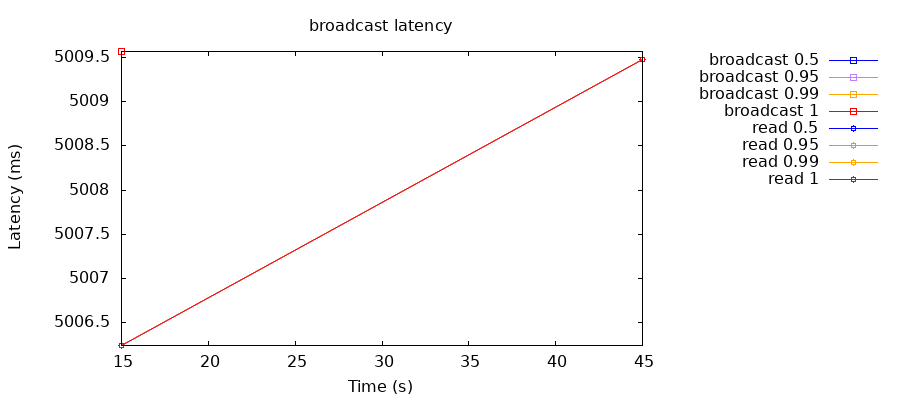 broadcast latency
5009.5
5009
5008.5
5008
5007.5
5007
5006.5
Latency (ms)
15 20 25 30 35 40 45
Time (s)
broadcast 0.5
broadcast 0.95
broadcast 0.99
broadcast 1
read 0.5
read 0.95
read 0.99
read 1